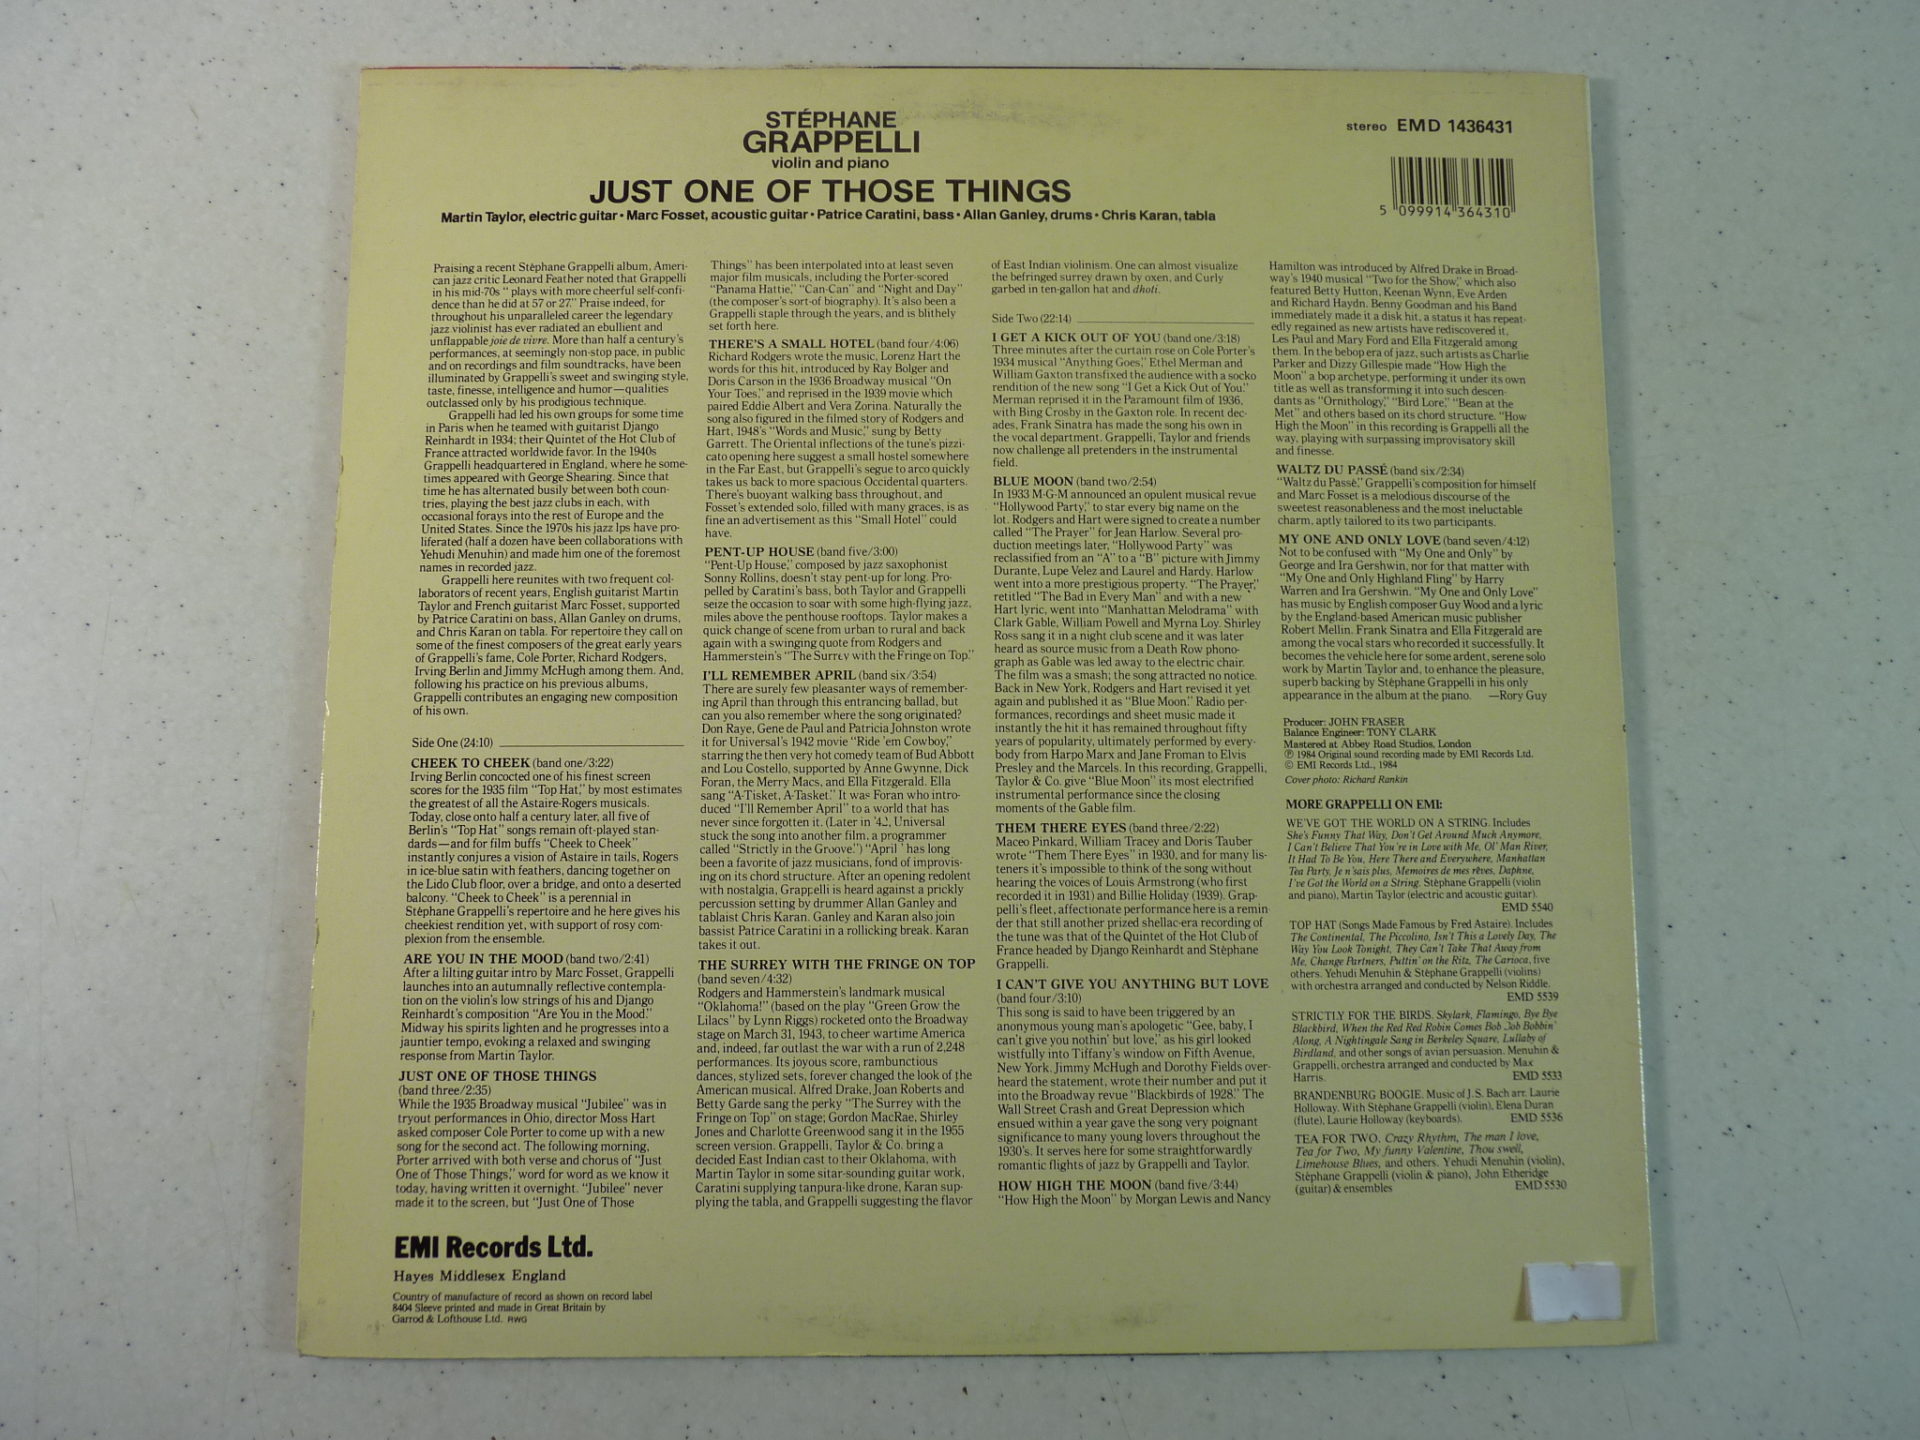 STÉPHANE
GRAPPELLI
violin and piano
JUST ONE OF THOSE THINGS
Martin Taylor, electric guitar • Marc Fosset, acoustic guitar • Patrice Caratini, bass • Allan Ganley, drums • Chris Karan, tabla
stereo EMD 1436431
5 099914 364310
Praising a recent Stéphane Grappelli album, Ameri-
can jazz critic Leonard Feather noted that Grappelli
in his mid-70s "plays with more cheerful self-confi-
dence than he did at 57 or 27." Praise indeed, for
throughout his unparalleled career the legendary
jazz violinist has ever radiated an ebullient and
unflappable joie de vivre. More than half a century's
performances, at seemingly non-stop pace, in public
and on recordings and film soundtracks, have been
illuminated by Grappelli's sweet and swinging style,
taste, finesse, intelligence and humor—qualities
outclassed only by his prodigious technique.
Grappelli had led his own groups for some time
in Paris when he teamed with guitarist Django
Reinhardt in 1934; their Quintet of the Hot Club of
France attracted worldwide favor. In the 1940s
Grappelli headquartered in England, where he some-
times appeared with George Shearing. Since that
time he has alternated busily between both coun-
tries, playing the best jazz clubs in each, with
occasional forays into the rest of Europe and the
United States. Since the 1970s his jazz lps have pro-
liferated (half a dozen have been collaborations with
Yehudi Menuhin) and made him one of the foremost
names in recorded jazz.
Grappelli here reunites with two frequent col-
laborators of recent years, English guitarist Martin
Taylor and French guitarist Marc Fosset, supported
by Patrice Caratini on bass, Allan Ganley on drums,
and Chris Karan on tabla. For repertoire they call on
some of the finest composers of the great early years
of Grappelli's fame, Cole Porter, Richard Rodgers,
Irving Berlin and Jimmy McHugh among them. And,
following his practice on his previous albums,
Grappelli contributes an engaging new composition
of his own.
Side One (24:10)
CHEEK TO CHEEK (band one/3:22)
Irving Berlin concocted one of his finest screen
scores for the 1935 film "Top Hat," by most estimates
the greatest of all the Astaire-Rogers musicals.
Today, close onto half a century later, all five of
Berlin's "Top Hat" songs remain oft-played stan-
dards—and for film buffs "Cheek to Cheek"
instantly conjures a vision of Astaire in tails, Rogers
in ice-blue satin with feathers, dancing together on
the Lido Club floor, over a bridge, and onto a deserted
balcony. "Cheek to Cheek" is a perennial in
Stéphane Grappelli's repertoire and he here gives his
cheekiest rendition yet, with support of rosy com-
plexion from the ensemble.
ARE YOU IN THE MOOD (band two/2:41)
After a lilting guitar intro by Marc Fosset, Grappelli
launches into an autumnally reflective contempla-
tion on the violin's low strings of his and Django
Reinhardt's composition "Are You in the Mood."
Midway his spirits lighten and he progresses into a
jauntier tempo, evoking a relaxed and swinging
response from Martin Taylor.
JUST ONE OF THOSE THINGS
(band three/2:35)
While the 1935 Broadway musical "Jubilee" was in
tryout performances in Ohio, director Moss Hart
asked composer Cole Porter to come up with a new
song for the second act. The following morning,
Porter arrived with both verse and chorus of "Just
One of Those Things," word for word as we know it
today, having written it overnight. "Jubilee" never
made it to the screen, but "Just One of Those
Things" has been interpolated into at least seven
major film musicals, including the Porter-scored
"Panama Hattie," "Can-Can" and "Night and Day"
(the composer's sort-of biography). It's also been a
Grappelli staple through the years, and is blithely
set forth here.
THERE'S A SMALL HOTEL (band four/4:06)
Richard Rodgers wrote the music, Lorenz Hart the
words for this hit, introduced by Ray Bolger and
Doris Carson in the 1936 Broadway musical "On
Your Toes," and reprised in the 1939 movie which
paired Eddie Albert and Vera Zorina. Naturally the
song also figured in the filmed story of Rodgers and
Hart, 1948's "Words and Music," sung by Betty
Garrett. The Oriental inflections of the tune's pizzi-
cato opening here suggest a small hostel somewhere
in the Far East, but Grappelli's segue to arco quickly
takes us back to more spacious Occidental quarters.
There's buoyant walking bass throughout, and
Fosset's extended solo, filled with many graces, is as
fine an advertisement as this "Small Hotel" could
have.
PENT-UP HOUSE (band five/3:00)
"Pent-Up House," composed by jazz saxophonist
Sonny Rollins, doesn't stay pent-up for long. Pro-
pelled by Caratini's bass, both Taylor and Grappelli
seize the occasion to soar with some high-flying jazz,
miles above the penthouse rooftops. Taylor makes a
quick change of scene from urban to rural and back
again with a swinging quote from Rodgers and
Hammerstein's "The Surrey with the Fringe on Top."
I'LL REMEMBER APRIL (band six/3:54)
There are surely few pleasanter ways of remember-
ing April than through this entrancing ballad, but
can you also remember where the song originated?
Don Raye, Gene de Paul and Patricia Johnston wrote
it for Universal's 1942 movie "Ride 'em Cowboy,"
starring the then very hot comedy team of Bud Abbott
and Lou Costello, supported by Anne Gwynne, Dick
Foran, the Merry Macs, and Ella Fitzgerald. Ella
sang "A-Tisket, A-Tasket." It was Foran who intro-
duced "I'll Remember April" to a world that has
never since forgotten it. (Later in '42, Universal
stuck the song into another film, a programmer
called "Strictly in the Groove.") "April" has long
been a favorite of jazz musicians, fond of improvis-
ing on its chord structure. After an opening redolent
with nostalgia, Grappelli is heard against a prickly
percussion setting by drummer Allan Ganley and
tablaist Chris Karan. Ganley and Karan also join
bassist Patrice Caratini in a rollicking break. Karan
takes it out.
THE SURREY WITH THE FRINGE ON TOP
(band seven/4:32)
Rodgers and Hammerstein's landmark musical
"Oklahoma!" (based on the play "Green Grow the
Lilacs" by Lynn Riggs) rocketed onto the Broadway
stage on March 31, 1943, to cheer wartime America
and, indeed, far outlast the war with a run of 2,248
performances. Its joyous score, rambunctious
dances, stylized sets, forever changed the look of the
American musical. Alfred Drake, Joan Roberts and
Betty Garde sang the perky "The Surrey with the
Fringe on Top" on stage; Gordon MacRae, Shirley
Jones and Charlotte Greenwood sang it in the 1955
screen version. Grappelli, Taylor & Co. bring a
decided East Indian cast to their Oklahoma, with
Martin Taylor in some sitar-sounding guitar work,
Caratini supplying tanpura-like drone, Karan sup-
plying the tabla, and Grappelli suggesting the flavor
of East Indian violinism. One can almost visualize
the befringed surrey drawn by oxen, and Curly
garbed in ten-gallon hat and dhoti.
Side Two (22:14)
I GET A KICK OUT OF YOU (band one/3:18)
Three minutes after the curtain rose on Cole Porter's
1934 musical "Anything Goes," Ethel Merman and
William Gaxton transfixed the audience with a socko
rendition of the new song "I Get a Kick Out of You."
Merman reprised it in the Paramount film of 1936,
with Bing Crosby in the Gaxton role. In recent dec-
ades, Frank Sinatra has made the song his own in
the vocal department. Grappelli, Taylor and friends
now challenge all pretenders in the instrumental
field.
BLUE MOON (band two/2:54)
In 1933 M-G-M announced an opulent musical revue
"Hollywood Party," to star every big name on the
lot. Rodgers and Hart were signed to create a number
called "The Prayer" for Jean Harlow. Several pro-
duction meetings later, "Hollywood Party" was
reclassified from an "A" to a "B" picture with Jimmy
Durante, Lupe Velez and Laurel and Hardy. Harlow
went into a more prestigious property. "The Prayer,"
retitled "The Bad in Every Man" and with a new
Hart lyric, went into "Manhattan Melodrama" with
Clark Gable, William Powell and Myrna Loy. Shirley
Ross sang it in a night club scene and it was later
heard as source music from a Death Row phono-
graph as Gable was led away to the electric chair.
The film was a smash; the song attracted no notice.
Back in New York, Rodgers and Hart revised it yet
again and published it as "Blue Moon." Radio per-
formances, recordings and sheet music made it
instantly the hit it has remained throughout fifty
years of popularity, ultimately performed by every-
body from Harpo Marx and Jane Froman to Elvis
Presley and the Marcels. In this recording, Grappelli,
Taylor & Co. give "Blue Moon" its most electrified
instrumental performance since the closing
moments of the Gable film.
THEM THERE EYES (band three/2:22)
Maceo Pinkard, William Tracey and Doris Tauber
wrote "Them There Eyes" in 1930, and for many lis-
teners it's impossible to think of the song without
hearing the voices of Louis Armstrong (who first
recorded it in 1931) and Billie Holiday (1939). Grap-
pelli's fleet, affectionate performance here is a remin
der that still another prized shellac-era recording of
the tune was that of the Quintet of the Hot Club of
France headed by Django Reinhardt and Stéphane
Grappelli.
I CAN'T GIVE YOU ANYTHING BUT LOVE
(band four/3:10)
This song is said to have been triggered by an
anonymous young man's apologetic "Gee, baby, I
can't give you nothin' but love," as his girl looked
wistfully into Tiffany's window on Fifth Avenue,
New York, Jimmy McHugh and Dorothy Fields over-
heard the statement, wrote their number and put it
into the Broadway revue "Blackbirds of 1928." The
Wall Street Crash and Great Depression which
ensued within a year gave the song very poignant
significance to many young lovers throughout the
1930's. It serves here for some straightforwardly
romantic flights of jazz by Grappelli and Taylor.
HOW HIGH THE MOON (band five/3:44)
"How High the Moon" by Morgan Lewis and Nancy
Hamilton was introduced by Alfred Drake in Broad-
way's 1940 musical "Two for the Show," which also
featured Betty Hutton, Keenan Wynn, Eve Arden
and Richard Haydn. Benny Goodman and his Band
immediately made it a disk hit, a status it has repeat-
edly regained as new artists have rediscovered it,
Les Paul and Mary Ford and Ella Fitzgerald among
them. In the bebop era of jazz, such artists as Charlie
Parker and Dizzy Gillespie made "How High the
Moon" a bop archetype, performing it under its own
title as well as transforming it into such descen-
dants as "Ornithology," "Bird Lore," "Bean at the
Met" and others based on its chord structure. "How
High the Moon" in this recording is Grappelli all the
way, playing with surpassing improvisatory skill
and finesse.
WALTZ DU PASSÉ (band six/2:34)
"Waltz du Passé," Grappelli's composition for himself
and Marc Fosset is a melodious discourse of the
sweetest reasonableness and the most ineluctable
charm, aptly tailored to its two participants.
MY ONE AND ONLY LOVE (band seven/4:12)
Not to be confused with "My One and Only" by
George and Ira Gershwin, nor for that matter with
"My One and Only Highland Fling" by Harry
Warren and Ira Gershwin. "My One and Only Love"
has music by English composer Guy Wood and a lyric
by the England-based American music publisher
Robert Mellin. Frank Sinatra and Ella Fitzgerald are
among the vocal stars who recorded it successfully. It
becomes the vehicle here for some ardent, serene solo
work by Martin Taylor and, to enhance the pleasure,
superb backing by Stéphane Grappelli in his only
appearance in the album at the piano. —Rory Guy
Producer: JOHN FRASER
Balance Engineer: TONY CLARK
Mastered at Abbey Road Studios, London
℗ 1984 Original sound recording made by EMI Records Ltd.
© EMI Records Ltd., 1984
Cover photo: Richard Rankin
MORE GRAPPELLI ON EMI:
WE'VE GOT THE WORLD ON A STRING. Includes
She's Funny That Way, Don't Get Around Much Anymore,
I Can't Believe That You're in Love with Me, Ol' Man River,
It Had To Be You, Here There and Everywhere, Manhattan
Tea Party, Je n'sais plus, Memoires de mes rêves, Daphne,
I've Got the World on a String. Stéphane Grappelli (violin
and piano), Martin Taylor (electric and acoustic guitar).
EMD 5540
TOP HAT (Songs Made Famous by Fred Astaire). Includes
The Continental, The Piccolino, Isn't This a Lovely Day, The
Way You Look Tonight, They Can't Take That Away from
Me, Change Partners, Puttin' on the Ritz, The Carioca, five
others. Yehudi Menuhin & Stéphane Grappelli (violins)
with orchestra arranged and conducted by Nelson Riddle.
EMD 5539
STRICTLY FOR THE BIRDS. Skylark, Flamingo, Bye Bye
Blackbird, When the Red Red Robin Comes Bob Bob Bobbin'
Along, A Nightingale Sang in Berkeley Square, Lullaby of
Birdland, and other songs of avian persuasion. Menuhin &
Grappelli, orchestra arranged and conducted by Max
Harris. EMD 5533
BRANDENBURG BOOGIE. Music of J.S. Bach arr. Laurie
Holloway. With Stéphane Grappelli (violin), Elena Duran
(flute), Laurie Holloway (keyboards). EMD 5536
TEA FOR TWO. Crazy Rhythm, The man I love,
Tea for Two, My funny Valentine, Thou swell,
Limehouse Blues, and others. Yehudi Menuhin (violin),
Stéphane Grappelli (violin & piano), John Etheridge
(guitar) & ensembles EMD 5530
EMI Records Ltd.
Hayes Middlesex England
Country of manufacture of record as shown on record label
8404 Sleeve printed and made in Great Britain by
Garrod & Lofthouse Ltd. RWG